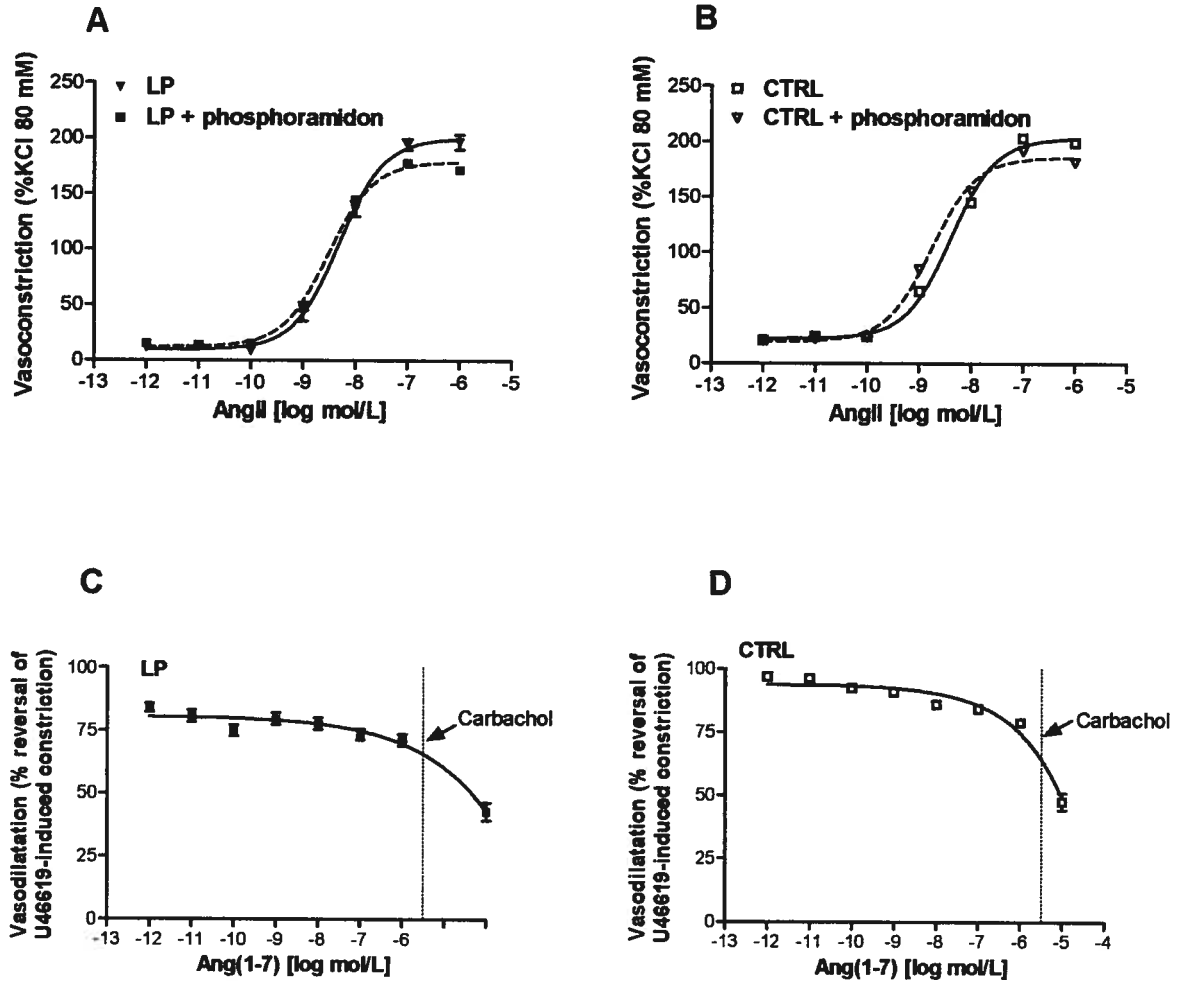 A
Vasoconstriction (%KCl 80 mM)
250
200
150
100
50
0
LP
LP + phosphoramidon
-13 -12 -11 -10 -9 -8 -7 -6 -5
AngII [log mol/L]
B
Vasoconstriction (%KCl 80 mM)
250
200
150
100
50
0
CTRL
CTRL + phosphoramidon
-13 -12 -11 -10 -9 -8 -7 -6 -5
AngII [log mol/L]
C
Vasodilatation (% reversal of
U46619-induced constriction)
100
75
50
25
0
LP
Carbachol
-13 -12 -11 -10 -9 -8 -7 -6
Ang(1-7) [log mol/L]
D
Vasodilatation (% reversal of
U46619-induced constriction)
100
75
50
25
0
CTRL
Carbachol
-13 -12 -11 -10 -9 -8 -7 -6 -5 -4
Ang(1-7) [log mol/L]